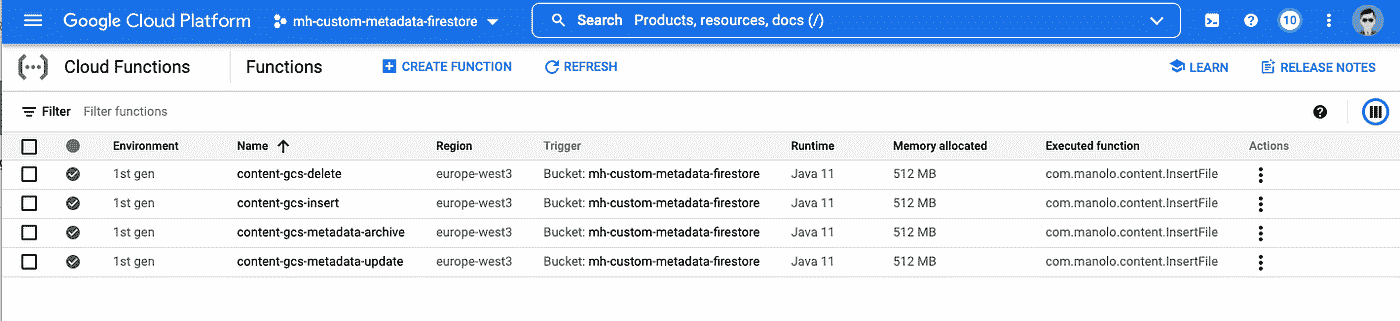 Google Cloud Platform mh-custom-metadata-firestore Search Products, resources, docs (/) 10
Cloud Functions Functions CREATE FUNCTION REFRESH LEARN RELEASE NOTES
Filter Filter functions
Environment Name Region Trigger Runtime Memory allocated Executed function Actions
1st gen content-gcs-delete europe-west3 Bucket: mh-custom-metadata-firestore Java 11 512 MB com.manolo.content.InsertFile
1st gen content-gcs-insert europe-west3 Bucket: mh-custom-metadata-firestore Java 11 512 MB com.manolo.content.InsertFile
1st gen content-gcs-metadata-archive europe-west3 Bucket: mh-custom-metadata-firestore Java 11 512 MB com.manolo.content.InsertFile
1st gen content-gcs-metadata-update europe-west3 Bucket: mh-custom-metadata-firestore Java 11 512 MB com.manolo.content.InsertFile